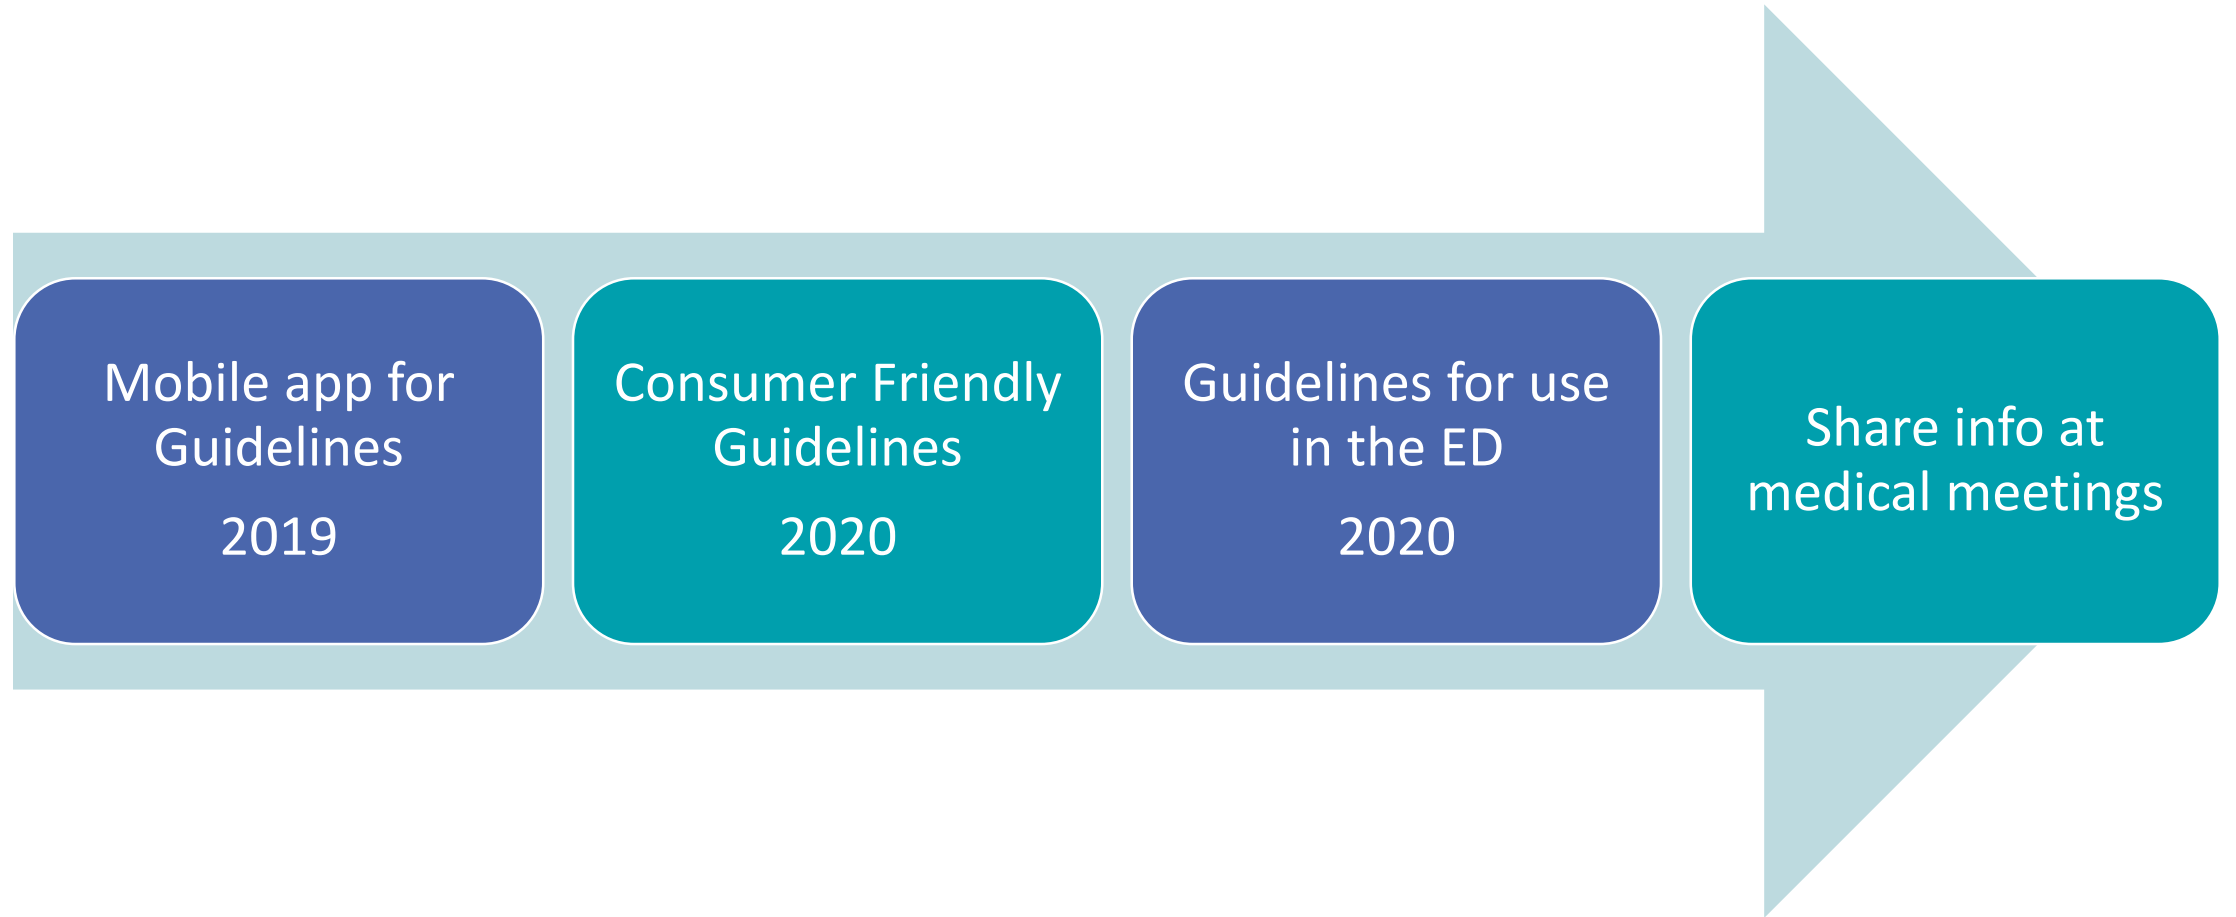 Mobile app for
Guidelines
2019
Consumer Friendly
Guidelines
2020
Guidelines for use
in the ED
2020
Share info at
medical meetings